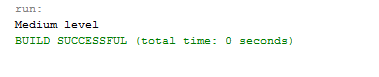 run:
Medium level
BUILD SUCCESSFUL (total time: 0 seconds)